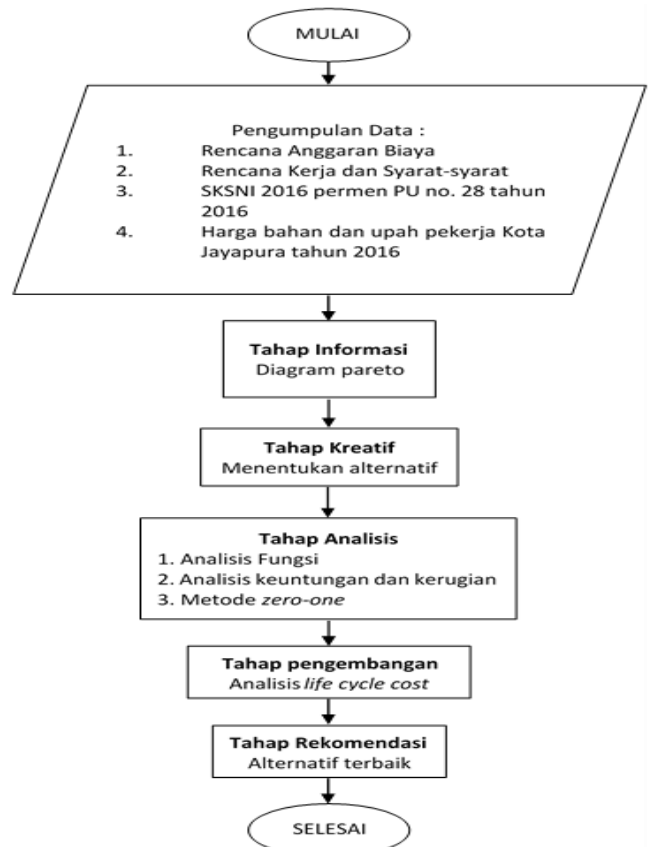 MULAI
Pengumpulan Data :
1. Rencana Anggaran Biaya
2. Rencana Kerja dan Syarat-syarat
3. SKSNI 2016 permen PU no. 28 tahun
2016
4. Harga bahan dan upah pekerja Kota
Jayapura tahun 2016
Tahap Informasi
Diagram pareto
Tahap Kreatif
Menentukan alternatif
Tahap Analisis
1. Analisis Fungsi
2. Analisis keuntungan dan kerugian
3. Metode zero-one
Tahap pengembangan
Analisis life cycle cost
Tahap Rekomendasi
Alternatif terbaik
SELESAI